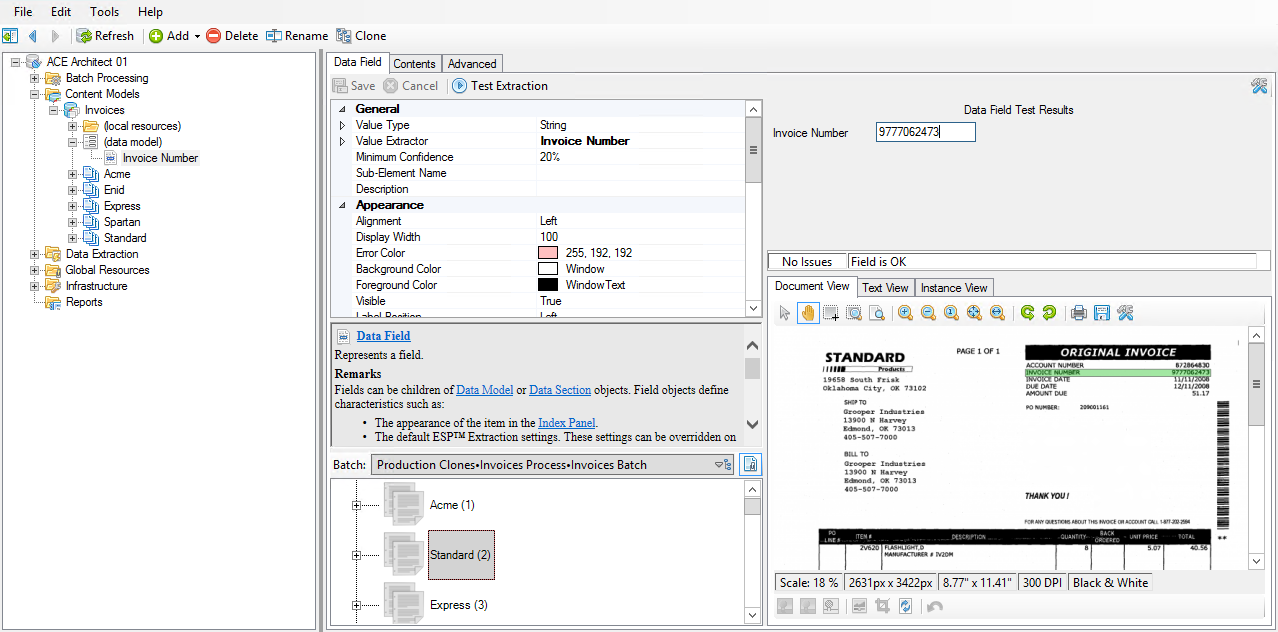 File Edit Tools Help
Refresh Add Delete Rename Clone
ACE Architect 01
Batch Processing
Content Models
Invoices
(local resources)
(data model)
Invoice Number
Acme
Enid
Express
Spartan
Standard
Data Extraction
Global Resources
Infrastructure
Reports
Data Field Contents Advanced
Save Cancel Test Extraction
General
Value Type String
Value Extractor Invoice Number
Minimum Confidence 20%
Sub-Element Name
Description
Appearance
Alignment Left
Display Width 100
Error Color 255, 192, 192
Background Color Window
Foreground Color WindowText
Visible True
Label Position Left
Data Field
Represents a field.
Remarks
Fields can be children of Data Model or Data Section objects. Field objects define
characteristics such as:
• The appearance of the item in the Index Panel.
• The default ESP™ Extraction settings. These settings can be overridden on
Batch: Production Clones•Invoices Process•Invoices Batch
Acme (1)
Standard (2)
Express (3)
Data Field Test Results
Invoice Number 9777062473
No Issues Field is OK
Document View Text View Instance View
STANDARD
Products
19658 South Frisk
Oklahoma City, OK 73102
PAGE 1 OF 1
ORIGINAL INVOICE
ACCOUNT NUMBER 872864830
INVOICE NUMBER 9777062473
INVOICE DATE 11/11/2008
DUE DATE 12/11/2008
AMOUNT DUE 51.17
PO NUMBER: 209001161
SHIP TO
Grooper Industries
13900 N Harvey
Edmond, OK 73013
405-507-7000
BILL TO
Grooper Industries
13900 N Harvey
Edmond, OK 73013
405-507-7000
THANK YOU !
FOR ANY QUESTIONS ABOUT THIS INVOICE OR ACCOUNT CALL 1-877-202-2594
PO LINE # ITEM # DESCRIPTION QUANTITY BACK ORDERED UNIT PRICE TOTAL
2V620 FLASHLIGHT,D 8 5.07 40.56
MANUFACTURER # IV20M
Scale: 18 % 2631px x 3422px 8.77" x 11.41" 300 DPI Black & White